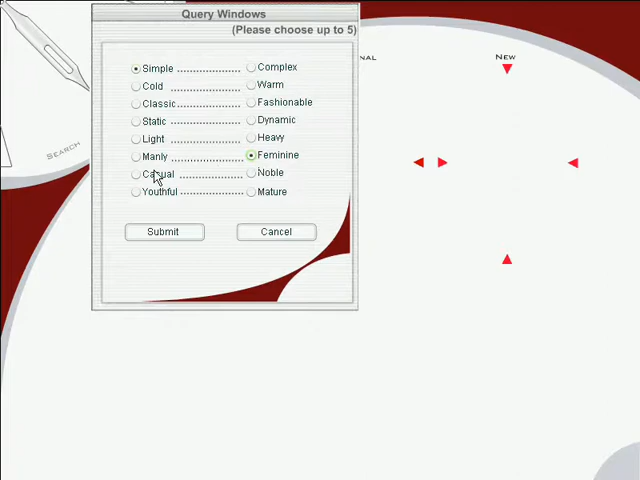 Query Windows
(Please choose up to 5)
NAL
NEW
Simple ................... Complex
Cold ................... Warm
Classic ................... Fashionable
Static ................... Dynamic
Light ................... Heavy
Manly ................... Feminine
Casual ................... Noble
Youthful ................... Mature
SEARCH
Submit Cancel